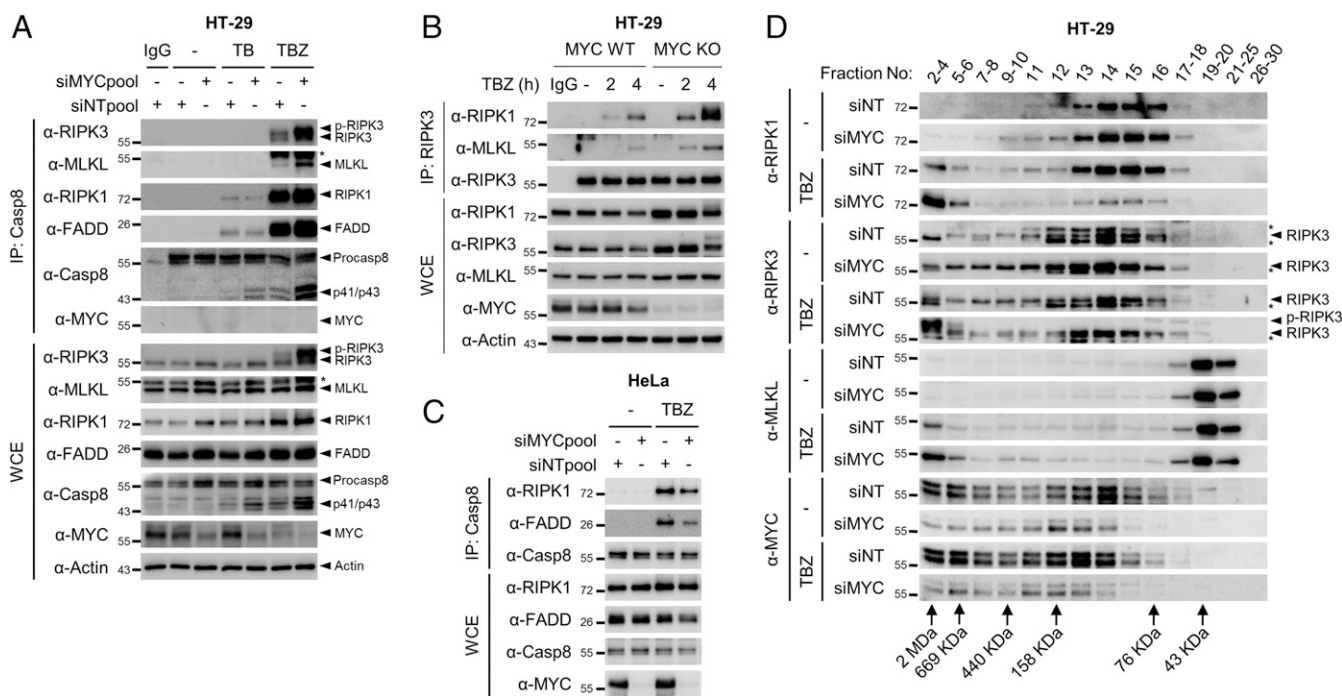 A
HT-29
IgG - TB TBZ
siMYCpool - - + - + - +
siNTpool + + - + - + -
IP: Casp8
α-RIPK3 55 p-RIPK3
RIPK3
α-MLKL 55 *
MLKL
α-RIPK1 72 RIPK1
α-FADD 26 FADD
α-Casp8 55 Procasp8
43 p41/p43
α-MYC 55 MYC
WCE
α-RIPK3 55 p-RIPK3
RIPK3
α-MLKL 55 *
MLKL
α-RIPK1 72 RIPK1
α-FADD 26 FADD
α-Casp8 55 Procasp8
43 p41/p43
α-MYC 55 MYC
α-Actin 43 Actin
B
HT-29
MYC WT MYC KO
TBZ (h) IgG - 2 4 - 2 4
IP: RIPK3
α-RIPK1 72
α-MLKL 55
α-RIPK3 55
WCE
α-RIPK1 72
α-RIPK3 55
α-MLKL 55
α-MYC 55
α-Actin 43
C
HeLa
- TBZ
siMYCpool - + - +
siNTpool + - + -
IP: Casp8
α-RIPK1 72
α-FADD 26
α-Casp8 55
WCE
α-RIPK1 72
α-FADD 26
α-Casp8 55
α-MYC 55
D
HT-29
Fraction No: 2-4 5-6 7-8 9-10 11 12 13 14 15 16 17-18 19-20 21-25 26-30
α-RIPK1
-
siNT 72
siMYC 72
TBZ
siNT 72
siMYC 72
α-RIPK3
-
siNT 55 * RIPK3 *
siMYC 55 RIPK3 *
TBZ
siNT 55 RIPK3 *
siMYC 55 p-RIPK3
RIPK3 *
α-MLKL
-
siNT 55
siMYC 55
TBZ
siNT 55
siMYC 55
α-MYC
-
siNT 55
siMYC 55
TBZ
siNT 55
siMYC 55
2 MDa 669 KDa 440 KDa 158 KDa 76 KDa 43 KDa